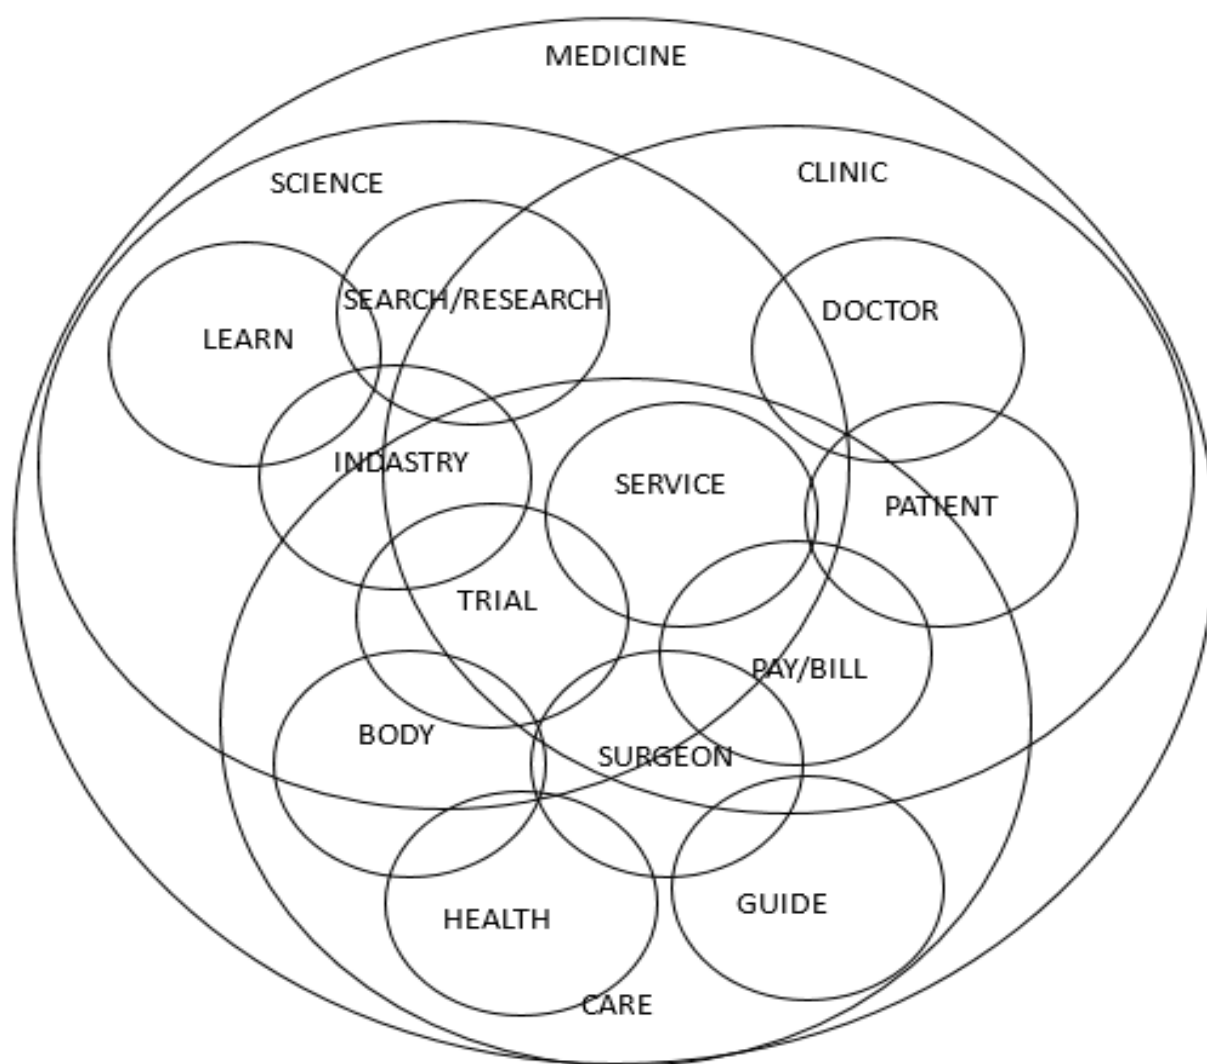 MEDICINE
SCIENCE
CLINIC
SEARCH/RESEARCH
DOCTOR
LEARN
INDASTRY
SERVICE
PATIENT
TRIAL
PAY/BILL
BODY
SURGEON
HEALTH
GUIDE
CARE